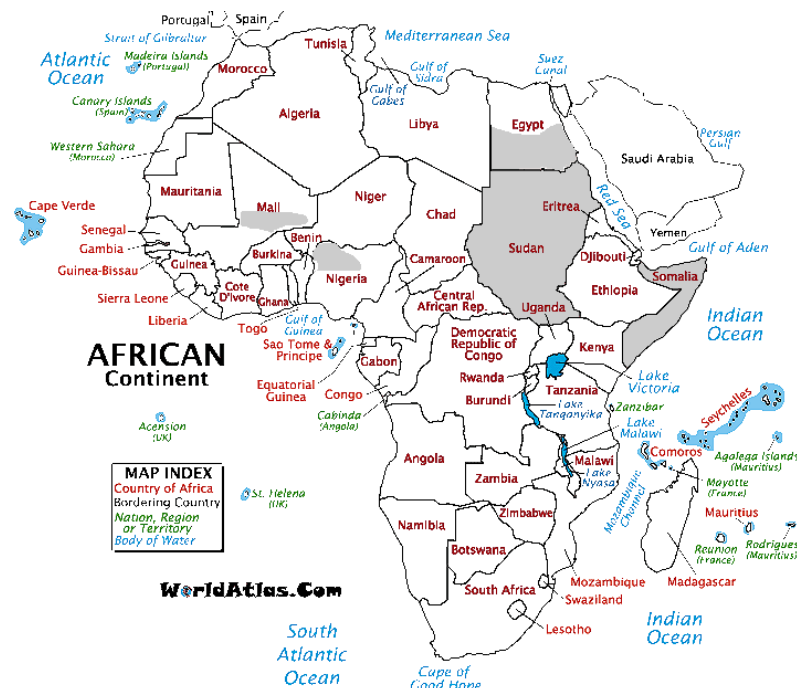 Portugal
Spain
Strait of Gilbraltar
Mediterranean Sea
Tunisia
Atlantic
Ocean
Madeira Islands
(Portugal)
Morocco
Gulf of
Sidra
Gulf of
Gabes
Suez
Cunal
Canary Islands
(Spain)
Algeria
Libya
Egypt
Persian
Gulf
Western Sahara
(Morocco)
Saudi Arabia
Red Sea
Mauritania
Mali
Niger
Chad
Sudan
Eritrea
Yemen
Cape Verde
Senegal
Gambia
Guinea-Bissau
Guinea
Burkina
Benin
Nigeria
Camaroon
Djibouti
Gulf of Aden
Somalia
Ethiopia
Sierra Leone
Cote
D'Ivore
Ghana
Liberia
Togo
Central
African Rep.
Uganda
Indian
Ocean
Gulf of
Guinea
Sao Tome &
Principe
Democratic
Republic of
Congo
Kenya
AFRICAN
Continent
Gabon
Equatorial
Guinea
Congo
Rwanda
Burundi
Tanzania
Lake
Victoria
Lake
Tanganyika
Zanzibar
Seychelles
Cabinda
(Angola)
Acension
(UK)
Lake
Malawi
Comoros
Agalega Islands
(Mauritius)
Angola
Malawi
Lake
Nyasa
Mayotte
(France)
MAP INDEX
Country of Africa
Bordering Country
Nation, Region
or Territory
Body of Water
St. Helena
(UK)
Zambia
Mozambique
Channel
Mauritius
Zimbabwe
Namibia
Botswana
Reunion
(France)
Rodrigues
(Mauritius)
WorldAtlas.Com
South Africa
Mozambique
Swaziland
Madagascar
Lesotho
South
Atlantic
Ocean
Indian
Ocean
Cape of
Good Hope